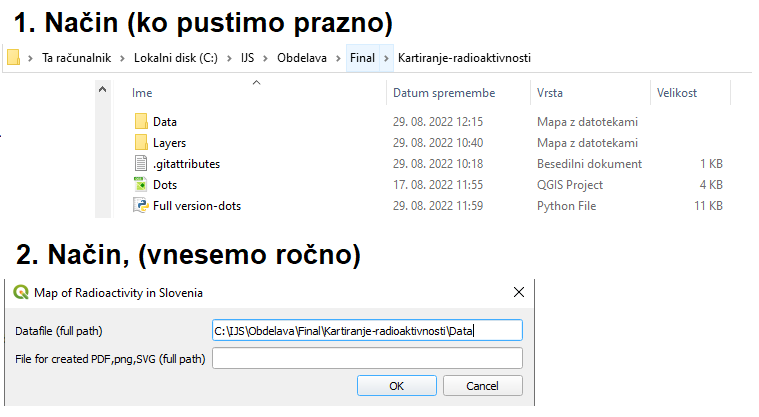 1. Način (ko pustimo prazno)
Ta računalnik > Lokalni disk (C:) > IJS > Obdelava > Final > Kartiranje-radioaktivnosti
Ime Datum spremembe Vrsta Velikost
Data 29. 08. 2022 12:15 Mapa z datotekami
Layers 29. 08. 2022 10:40 Mapa z datotekami
.gitattributes 29. 08. 2022 10:18 Besedilni dokument 1 KB
Dots 17. 08. 2022 11:55 QGIS Project 4 KB
Full version-dots 29. 08. 2022 11:59 Python File 11 KB
2. Način, (vnesemo ročno)
Map of Radioactivity in Slovenia
Datafile (full path) C:\IJS\Obdelava\Final\Kartiranje-radioaktivnosti\Data
File for created PDF,png,SVG (full path)
OK Cancel